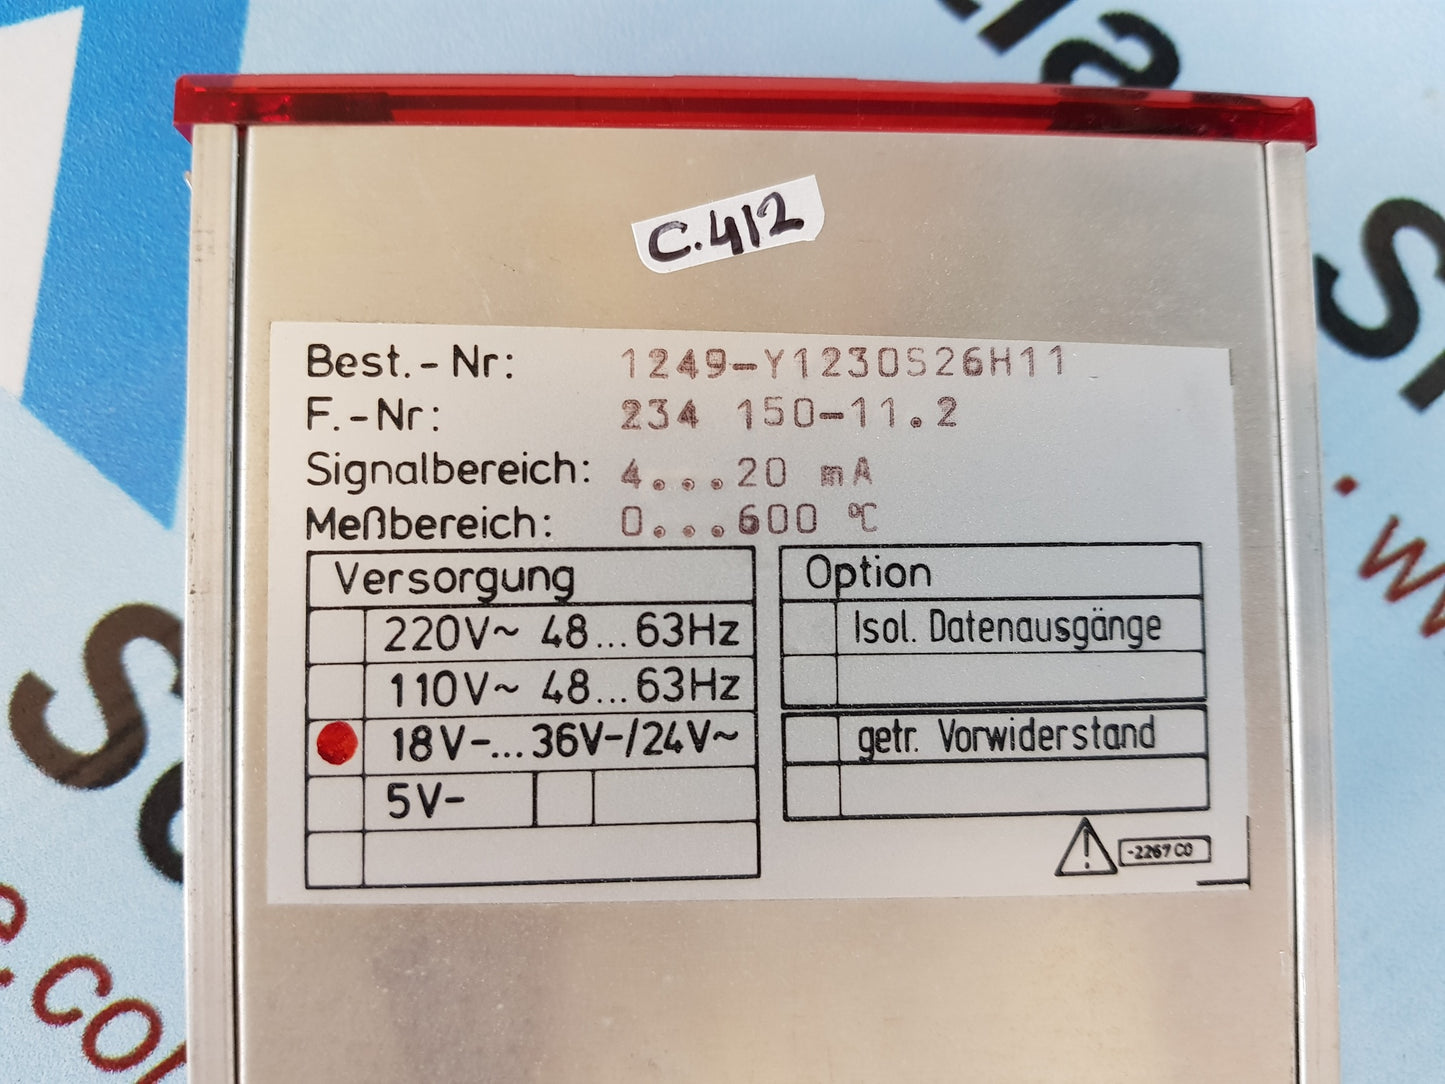 C.412
Best.-Nr: 1249-Y1230S26H11
F.-Nr: 234 150-11.2
Signalbereich: 4...20 mA
Meßbereich: 0...600 °C
Versorgung
220V~ 48...63Hz
110V~ 48...63Hz
18V-...36V-/24V~
5V-
Option
Isol. Datenausgänge
getr. Vorwiderstand
-2267 C0